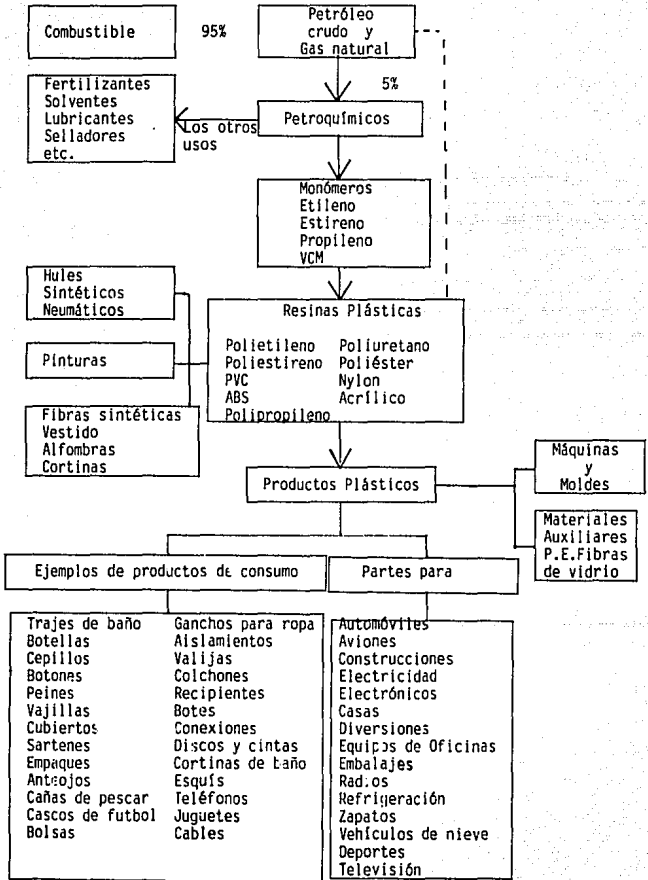 Combustible
95%
Petróleo
crudo y
Gas natural
5%
Fertilizantes
Solventes
Lubricantes
Selladores
etc.
Los otros
usos
Petroquímicos
Monómeros
Etileno
Estireno
Propileno
VCM
Hules
Sintéticos
Neumáticos
Pinturas
Fibras sintéticas
Vestido
Alfombras
Cortinas
Resinas Plásticas
Polietileno Poliuretano
Poliestireno Poliéster
PVC Nylon
ABS Acrílico
Polipropileno
Productos Plásticos
Máquinas
y
Moldes
Materiales
Auxiliares
P.E.Fibras
de vidrio
Ejemplos de productos de consumo
Partes para
Trajes de baño Ganchos para ropa
Botellas Aislamientos
Cepillos Valijas
Botones Colchones
Peines Recipientes
Vajillas Botes
Cubiertos Conexiones
Sartenes Discos y cintas
Empaques Cortinas de baño
Anteojos Esquís
Cañas de pescar Teléfonos
Cascos de futbol Juguetes
Bolsas Cables
Automóviles
Aviones
Construcciones
Electricidad
Electrónicos
Casas
Diversiones
Equipos de Oficinas
Embalajes
Radios
Refrigeración
Zapatos
Vehículos de nieve
Deportes
Televisión